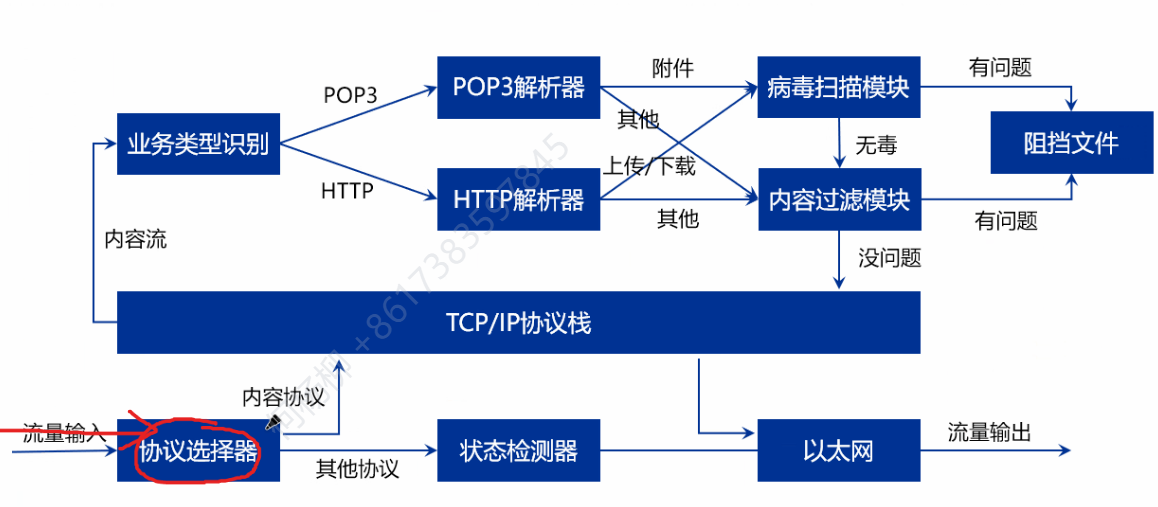 POP3解析器
附件
病毒扫描模块
有问题
POP3
其他
业务类型识别
无毒
阻挡文件
HTTP
上传/下载
HTTP解析器
其他
内容过滤模块
有问题
内容流
没问题
TCP/IP协议栈
内容协议
流量输入
协议选择器
其他协议
状态检测器
以太网
流量输出
+8617383597845